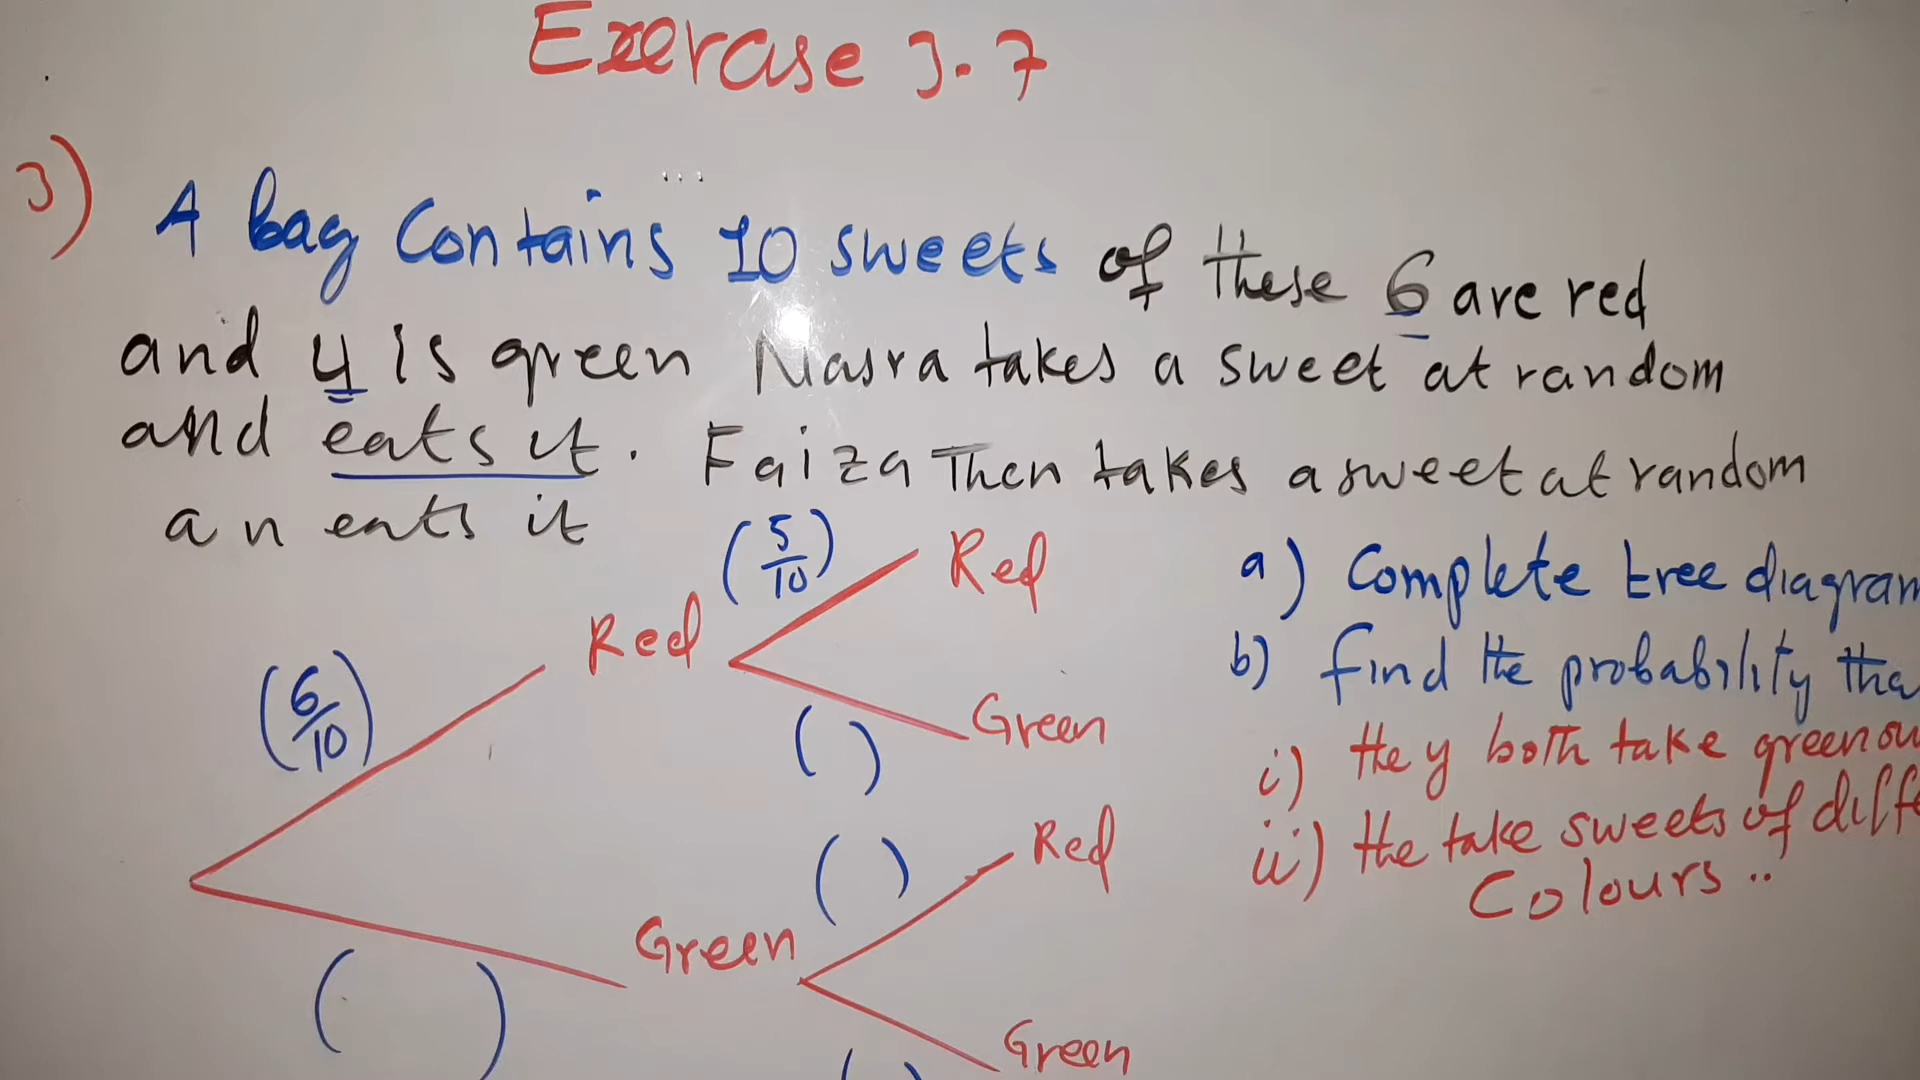 Exercise 3.7
3) A bag Contains 10 sweets of these 6 are red
and 4 is green Nasra takes a sweet at random
and eats it. Faiza Then takes a sweet at random
an eats it
(5/10) Red
Red
(6/10)
Green
( )
( ) Red
Green
( )
Green
( )
a) Complete tree diagram
b) find the probability tha
i) they both take green ou
ii) the take sweets of diffe
Colours ..